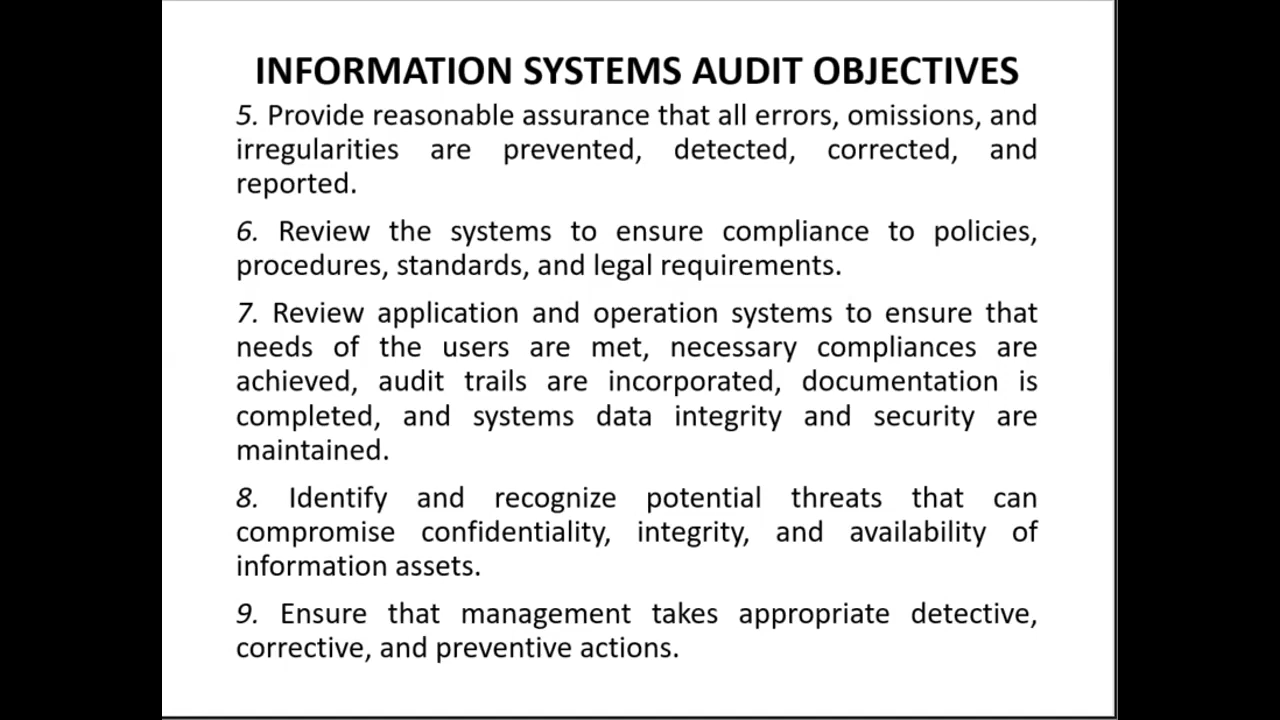 INFORMATION SYSTEMS AUDIT OBJECTIVES
5. Provide reasonable assurance that all errors, omissions, and
irregularities are prevented, detected, corrected, and
reported.
6. Review the systems to ensure compliance to policies,
procedures, standards, and legal requirements.
7. Review application and operation systems to ensure that
needs of the users are met, necessary compliances are
achieved, audit trails are incorporated, documentation is
completed, and systems data integrity and security are
maintained.
8. Identify and recognize potential threats that can
compromise confidentiality, integrity, and availability of
information assets.
9. Ensure that management takes appropriate detective,
corrective, and preventive actions.